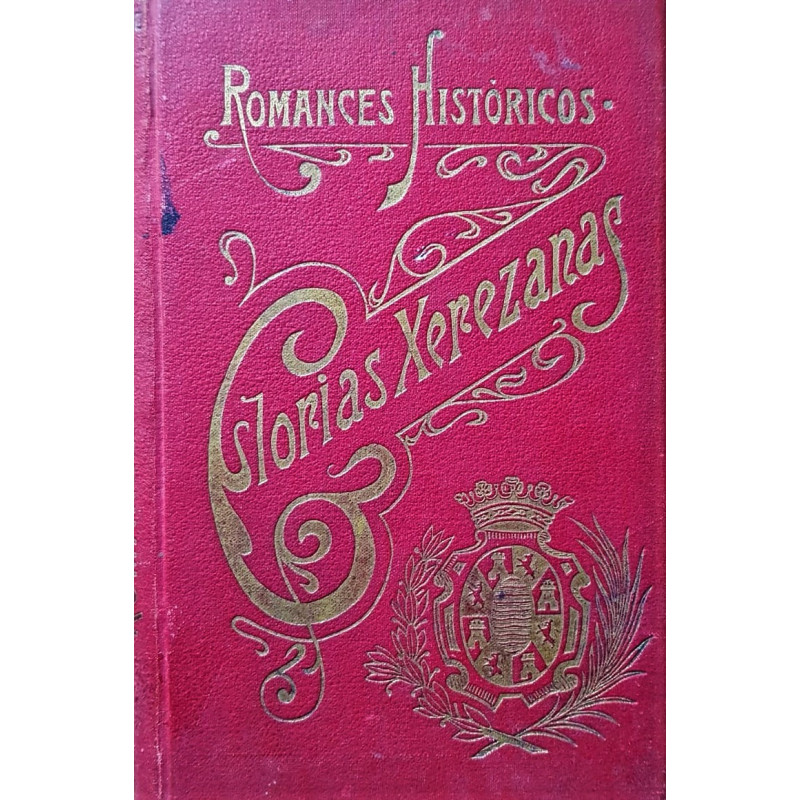 ROMANCES HISTÓRICOS.
Glorias Xerezanas